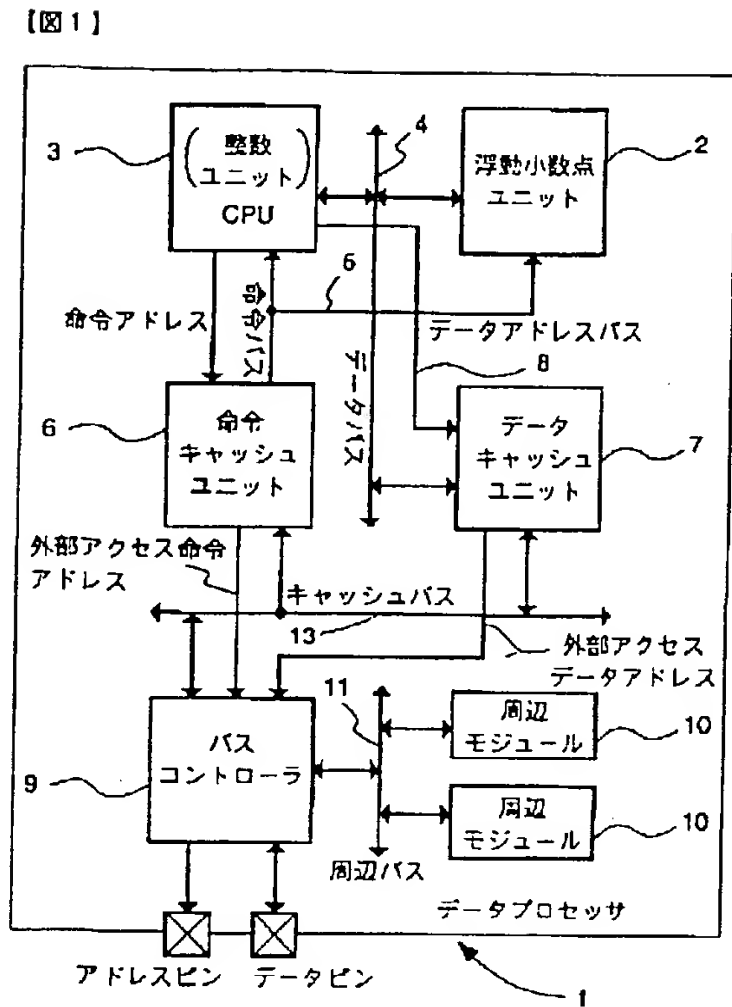 【図1】
3
整数
ユニット
CPU
4
浮動小数点
ユニット
2
命令アドレス
命令バス
5
データアドレスバス
8
データバス
6
命令
キャッシュ
ユニット
データ
キャッシュ
ユニット
7
外部アクセス命令
アドレス
キャッシュバス
13
外部アクセス
データアドレス
11
周辺
モジュール
10
9
バス
コントローラ
周辺
モジュール
10
周辺バス
データプロセッサ
アドレスピン
データピン
1